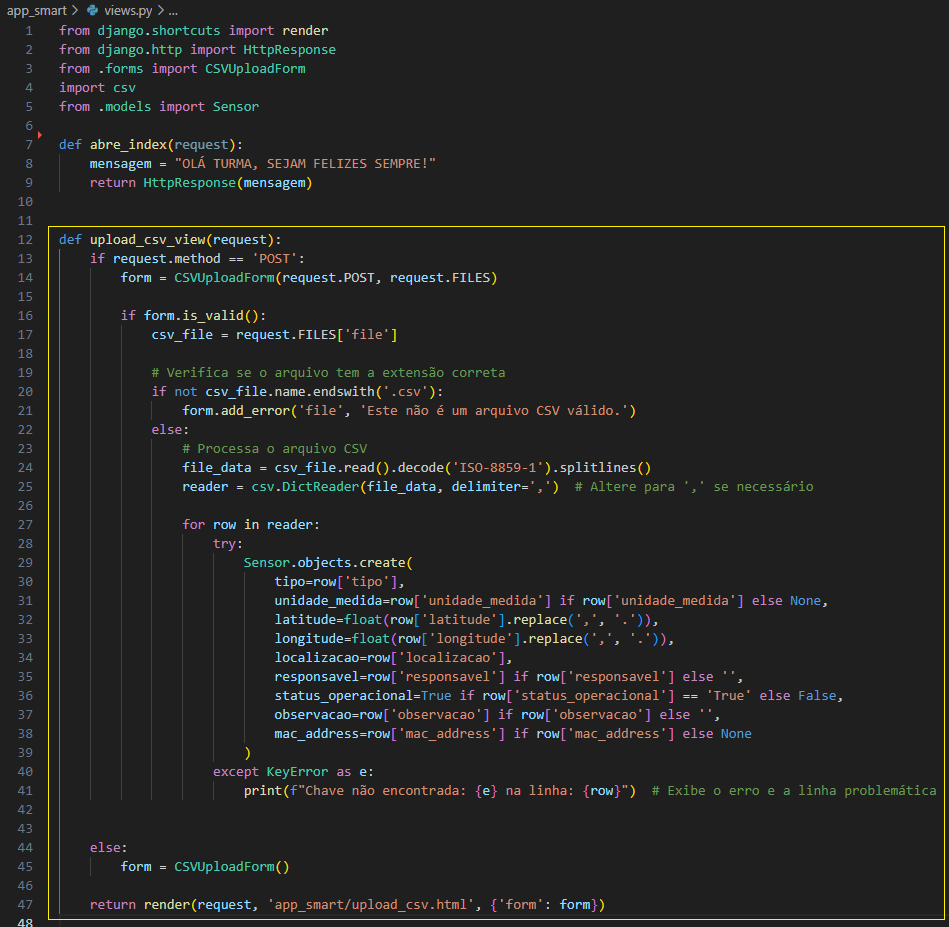 app_smart > views.py > ...
1 from django.shortcuts import render
2 from django.http import HttpResponse
3 from .forms import CSVUploadForm
4 import csv
5 from .models import Sensor
6
7 def abre_index(request):
8     mensagem = "OLÁ TURMA, SEJAM FELIZES SEMPRE!"
9     return HttpResponse(mensagem)
10
11
12 def upload_csv_view(request):
13     if request.method == 'POST':
14         form = CSVUploadForm(request.POST, request.FILES)
15
16         if form.is_valid():
17             csv_file = request.FILES['file']
18
19             # Verifica se o arquivo tem a extensão correta
20             if not csv_file.name.endswith('.csv'):
21                 form.add_error('file', 'Este não é um arquivo CSV válido.')
22             else:
23                 # Processa o arquivo CSV
24                 file_data = csv_file.read().decode('ISO-8859-1').splitlines()
25                 reader = csv.DictReader(file_data, delimiter=',')  # Altere para ',' se necessário
26
27                 for row in reader:
28                     try:
29                         Sensor.objects.create(
30                             tipo=row['tipo'],
31                             unidade_medida=row['unidade_medida'] if row['unidade_medida'] else None,
32                             latitude=float(row['latitude'].replace(',', '.')),
33                             longitude=float(row['longitude'].replace(',', '.')),
34                             localizacao=row['localizacao'],
35                             responsavel=row['responsavel'] if row['responsavel'] else '',
36                             status_operacional=True if row['status_operacional'] == 'True' else False,
37                             observacao=row['observacao'] if row['observacao'] else '',
38                             mac_address=row['mac_address'] if row['mac_address'] else None
39                         )
40                     except KeyError as e:
41                         print(f"Chave não encontrada: {e} na linha: {row}")  # Exibe o erro e a linha problemática
42
43
44     else:
45         form = CSVUploadForm()
46
47     return render(request, 'app_smart/upload_csv.html', {'form': form})
48